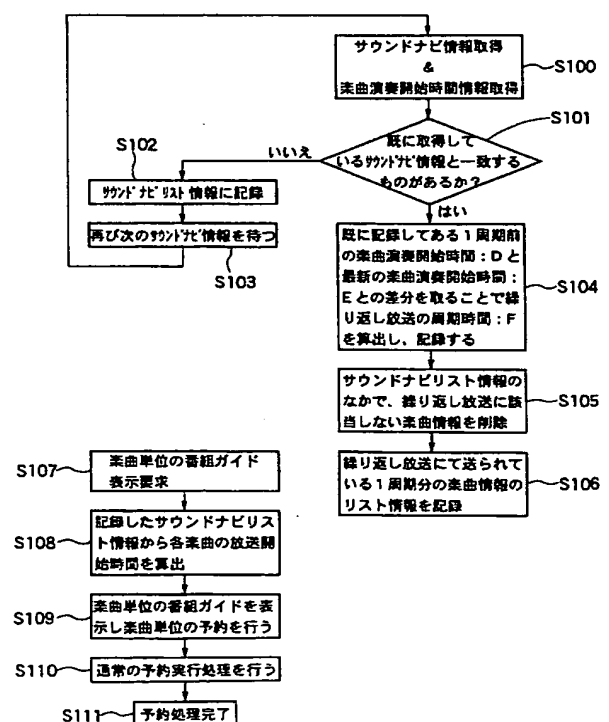 サウンドナビ情報取得
&
楽曲演奏開始時間情報取得
S100
S101
既に取得して
いるｻｳﾝﾄﾞﾅﾋﾞ情報と一致する
ものがあるか？
いいえ
はい
S102
ｻｳﾝﾄﾞﾅﾋﾞﾘｽﾄ情報に記録
再び次のｻｳﾝﾄﾞﾅﾋﾞ情報を待つ
S103
既に記録してある１周期前
の楽曲演奏開始時間：Dと
最新の楽曲演奏開始時間：
Eとの差分を取ることで繰
り返し放送の周期時間：F
を算出し、記録する
S104
サウンドナビリスト情報の
なかで、繰り返し放送に該
当しない楽曲情報を削除
S105
繰り返し放送にて送られて
いる１周期分の楽曲情報の
リスト情報を記録
S106
S107
楽曲単位の番組ガイド
表示要求
S108
記録したサウンドナビリス
ト情報から各楽曲の放送開
始時間を算出
S109
楽曲単位の番組ガイドを表
示し楽曲単位の予約を行う
S110
通常の予約実行処理を行う
S111
予約処理完了